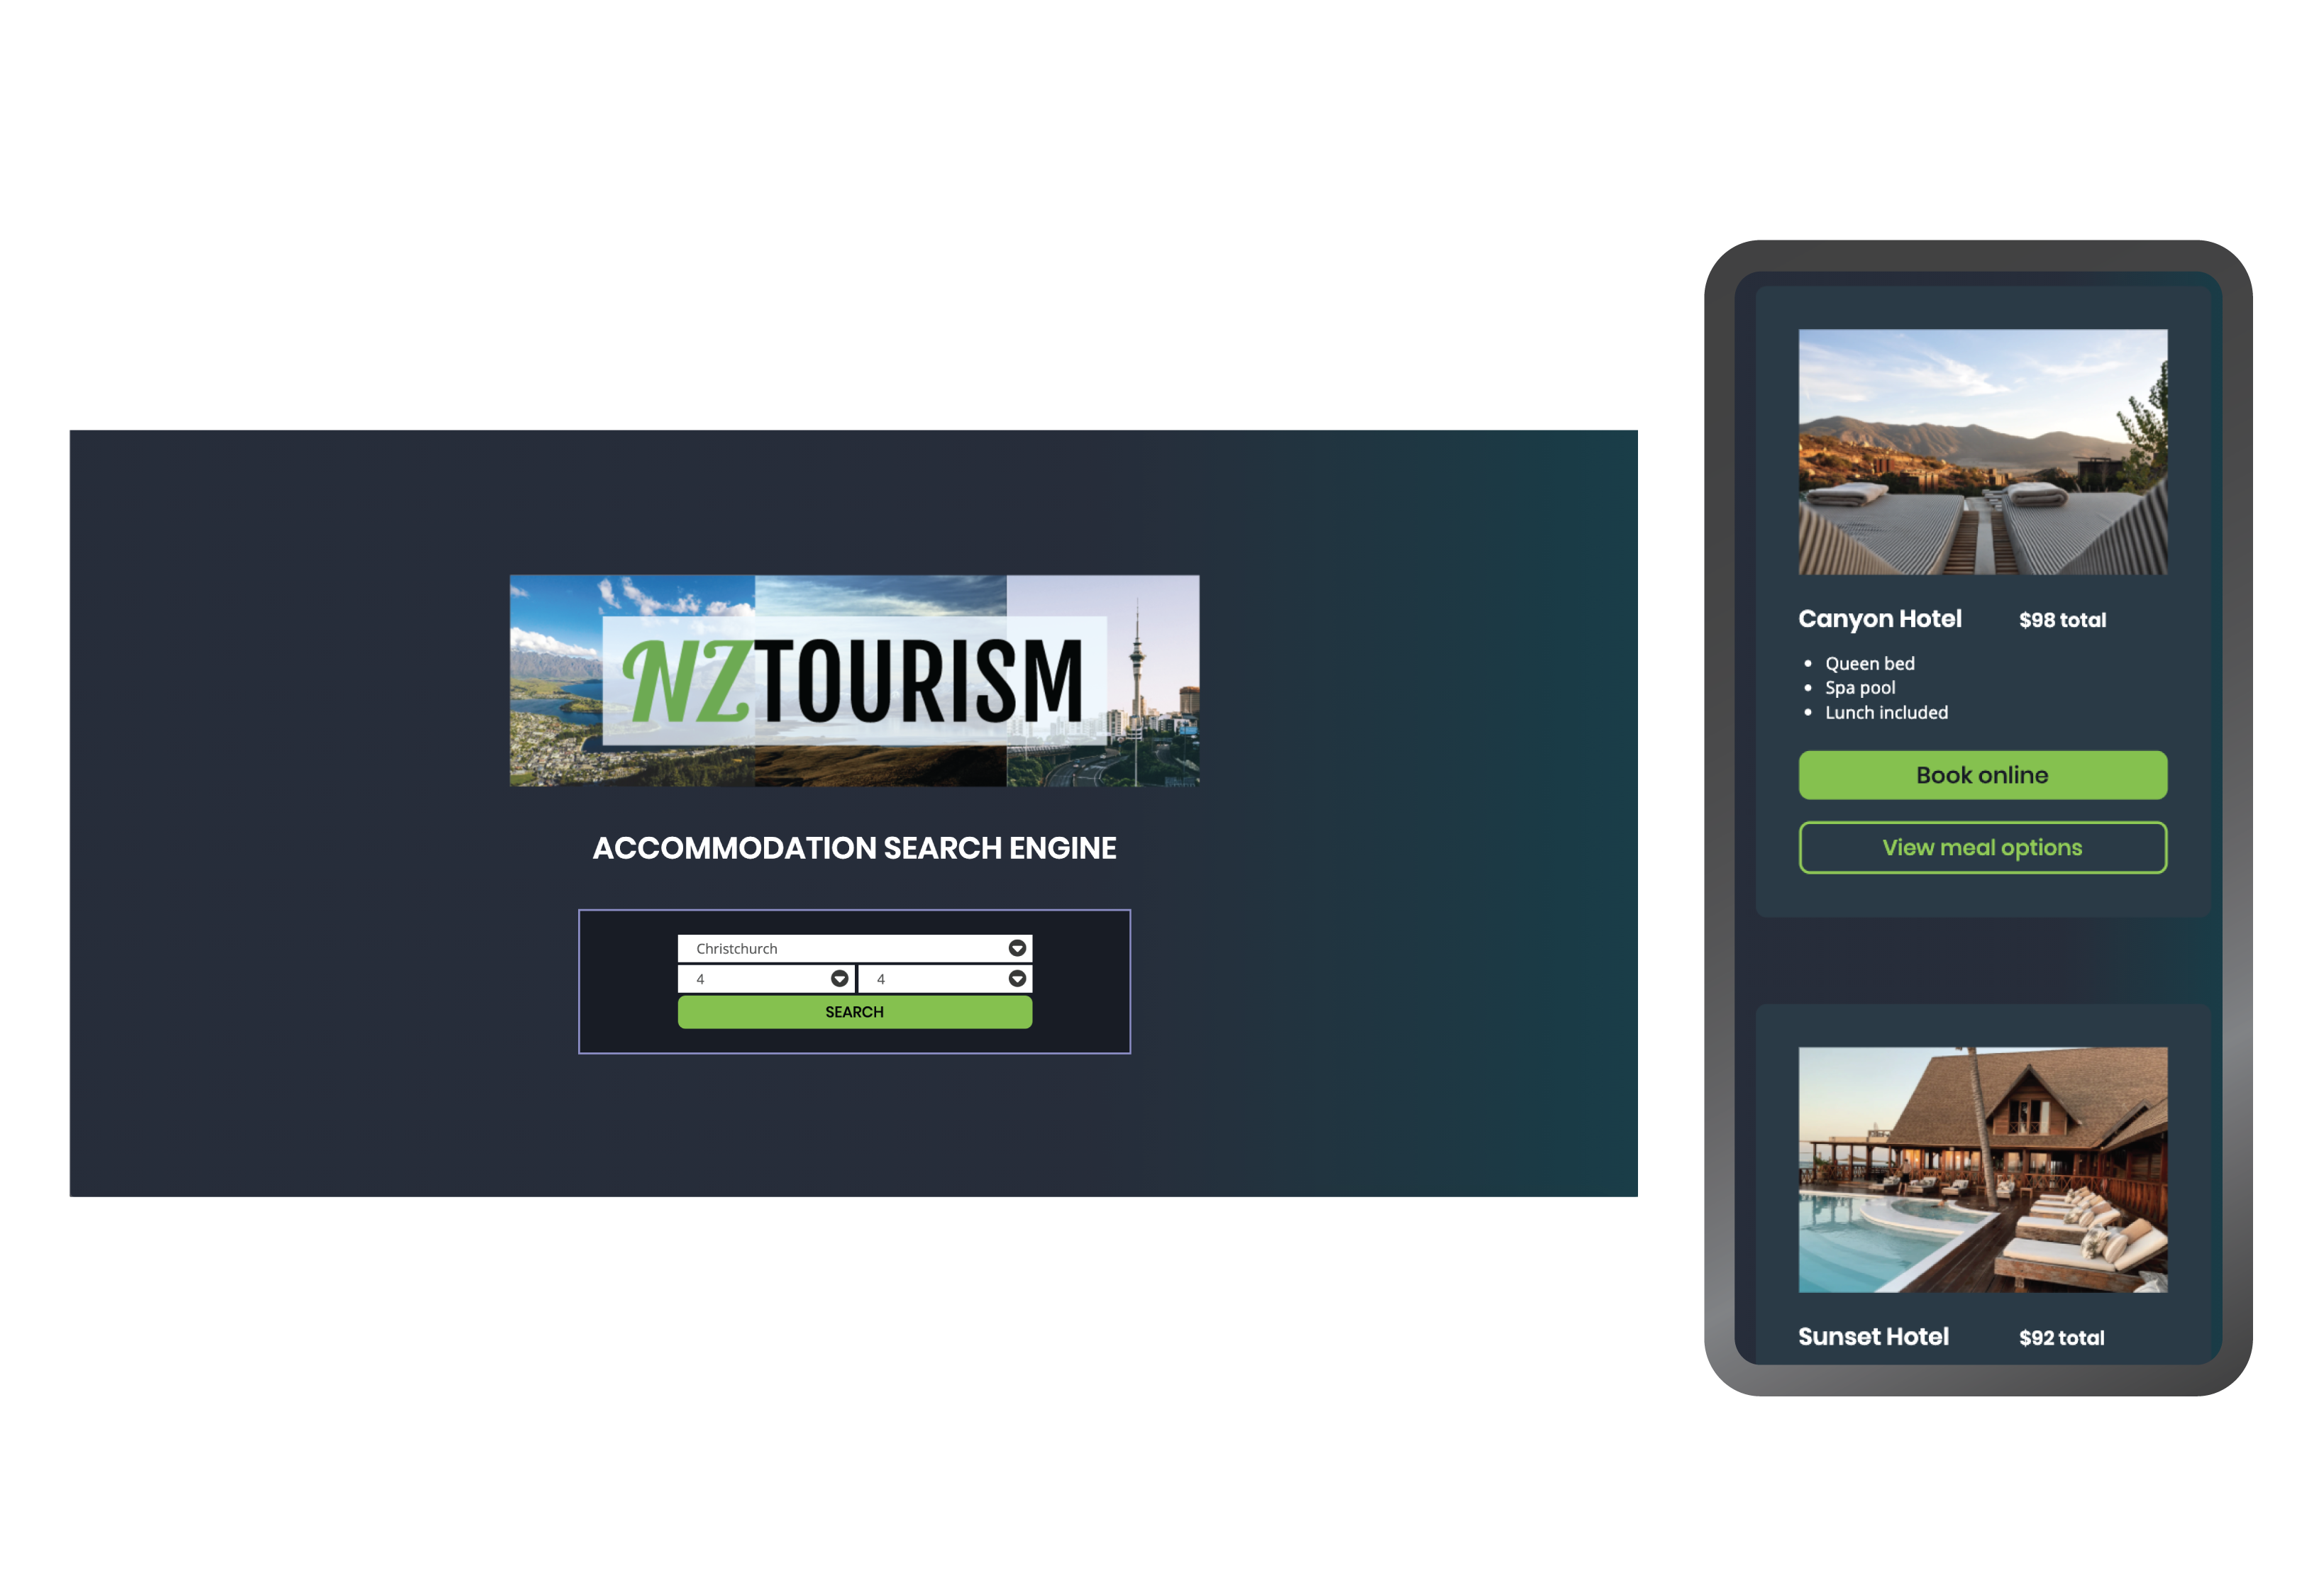 NZTOURISM
ACCOMMODATION SEARCH ENGINE
Christchurch
4 4
SEARCH
Canyon Hotel $98 total
• Queen bed
• Spa pool
• Lunch included
Book online
View meal options
Sunset Hotel $92 total